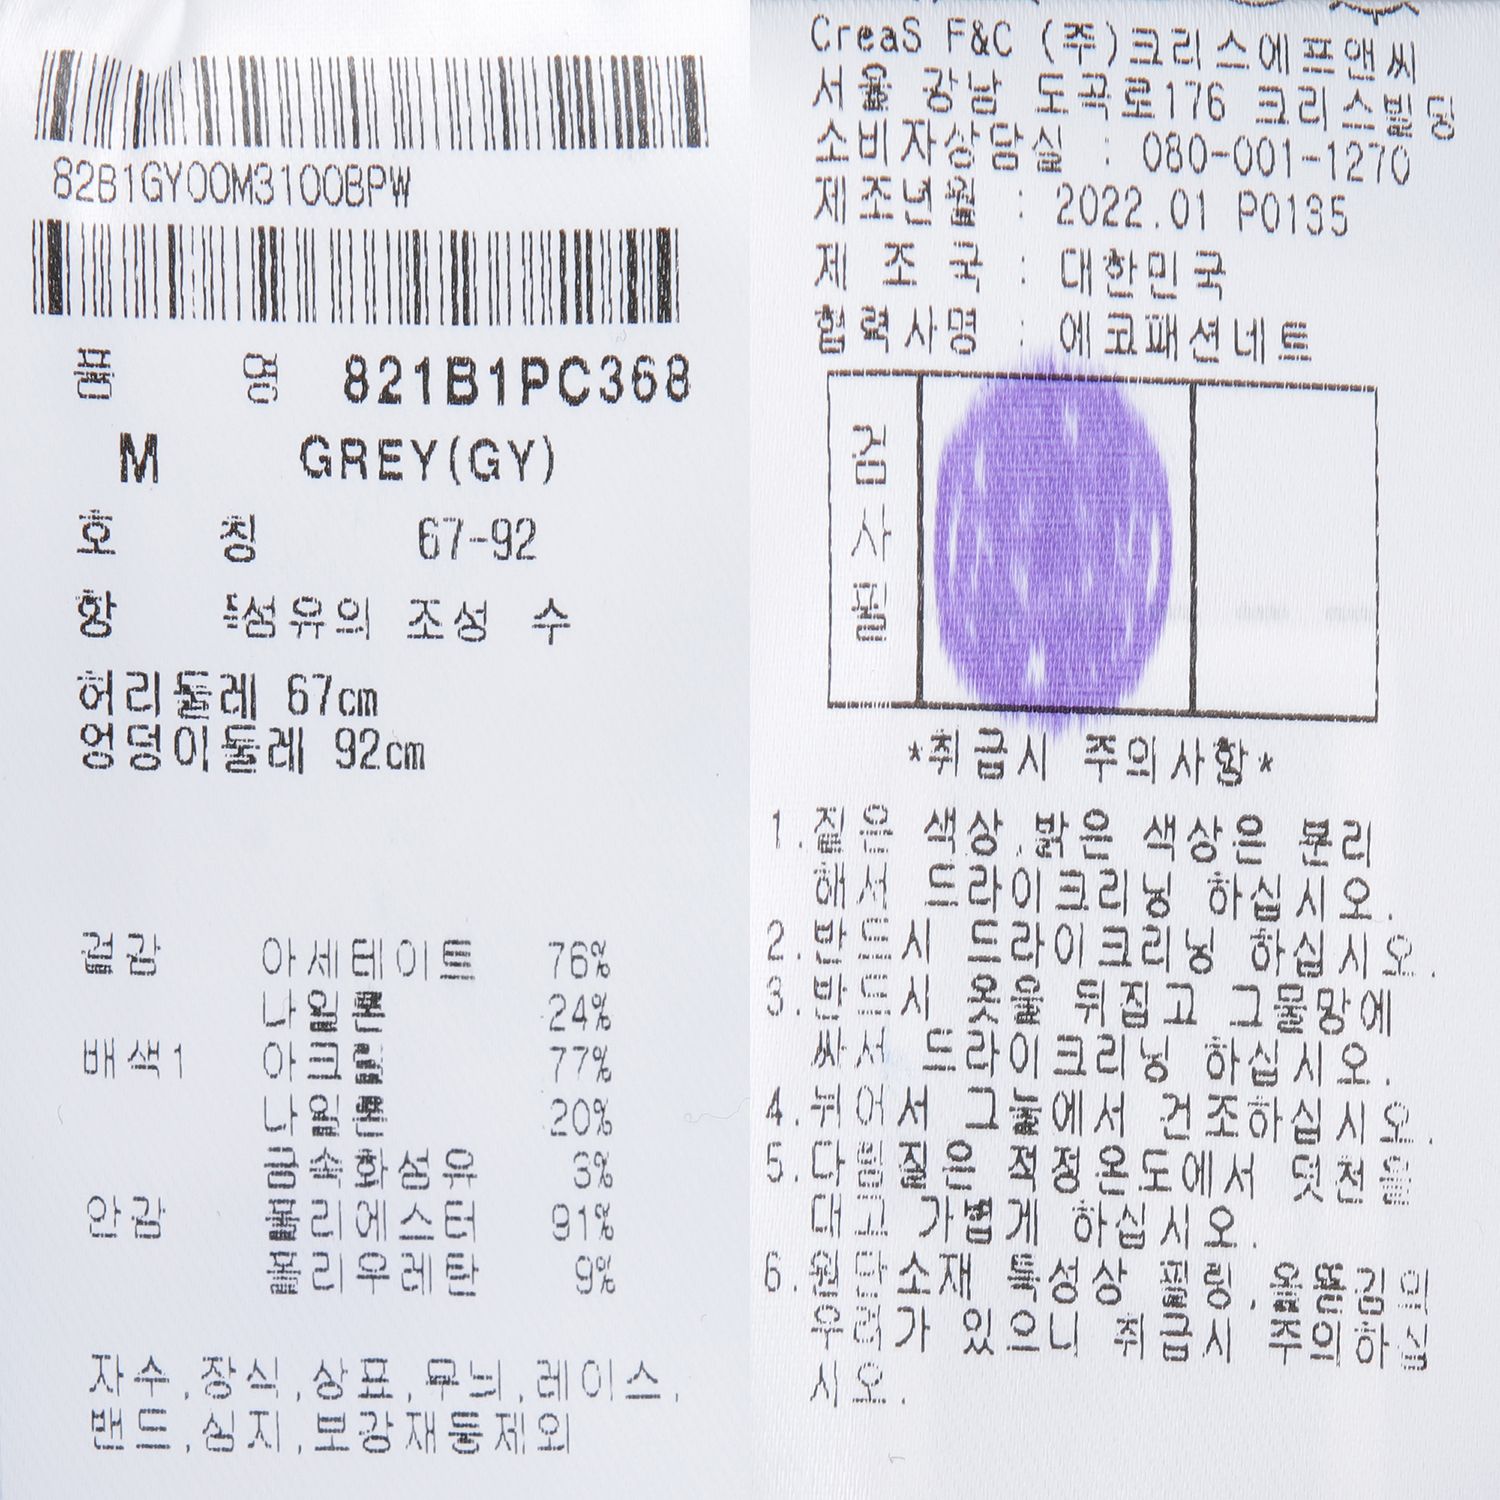 82B1GY00M3100BPW
품 명 821B1PC368
M GREY(GY)
호 칭 67-92
섬유의 조성 수
허리둘레 67cm
엉덩이둘레 92cm
겉감 아세테이트 76%
나일론 24%
배색1 아크릴 77%
나일론 20%
금속화섬유 3%
안감 폴리에스터 91%
폴리우레탄 9%
자수,장식,상표,무늬,레이스,
밴드,심지,보강재등제외
CreaS F&C (주)크리스에프앤씨
서울 강남 도곡로176 크리스빌딩
소비자상담실 : 080-001-1270
제조년월 : 2022.01 P0135
제 조 국 : 대한민국
협력사명 : 에코패션네트
검
사
필
*취급시 주의사항*
1.짙은 색상,밝은 색상은 분리
해서 드라이크리닝 하십시오.
2.반드시 드라이크리닝 하십시오.
3.반드시 옷을 뒤집고 그물망에
싸서 드라이크리닝 하십시오.
4.뉘어서 그늘에서 건조하십시오.
5.다림질은 적정온도에서 덧천을
대고 가볍게 하십시오.
6.원단소재 특성상 필링,올뜯김의
우려가 있으니 취급시 주의하십
시오.